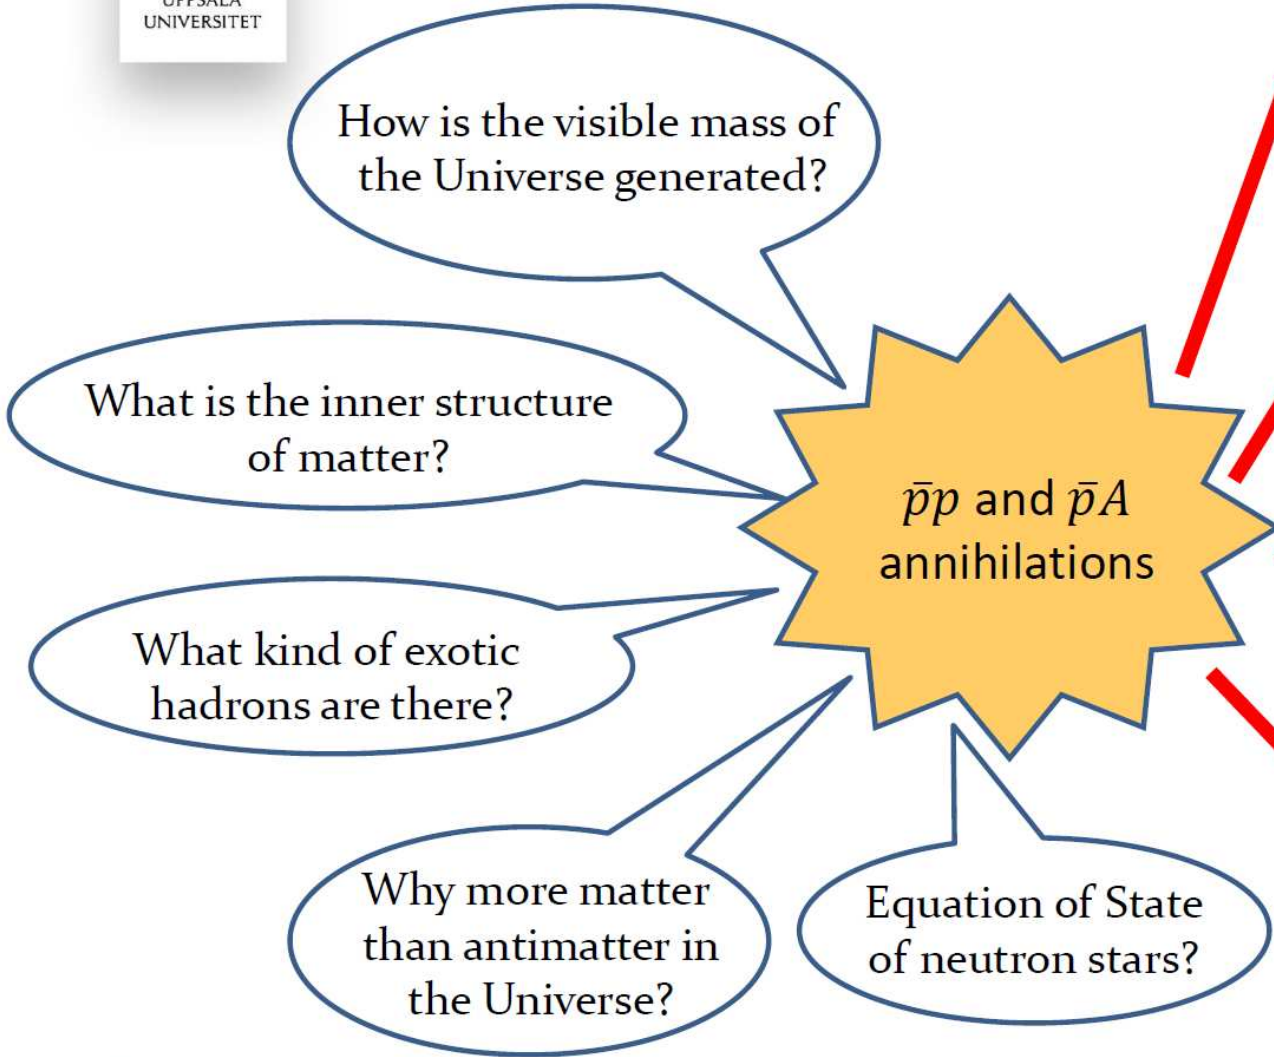 UPPSALA
UNIVERSITET
How is the visible mass of
the Universe generated?
What is the inner structure
of matter?
p̄p and p̄A
annihilations
What kind of exotic
hadrons are there?
Why more matter
than antimatter in
the Universe?
Equation of State
of neutron stars?